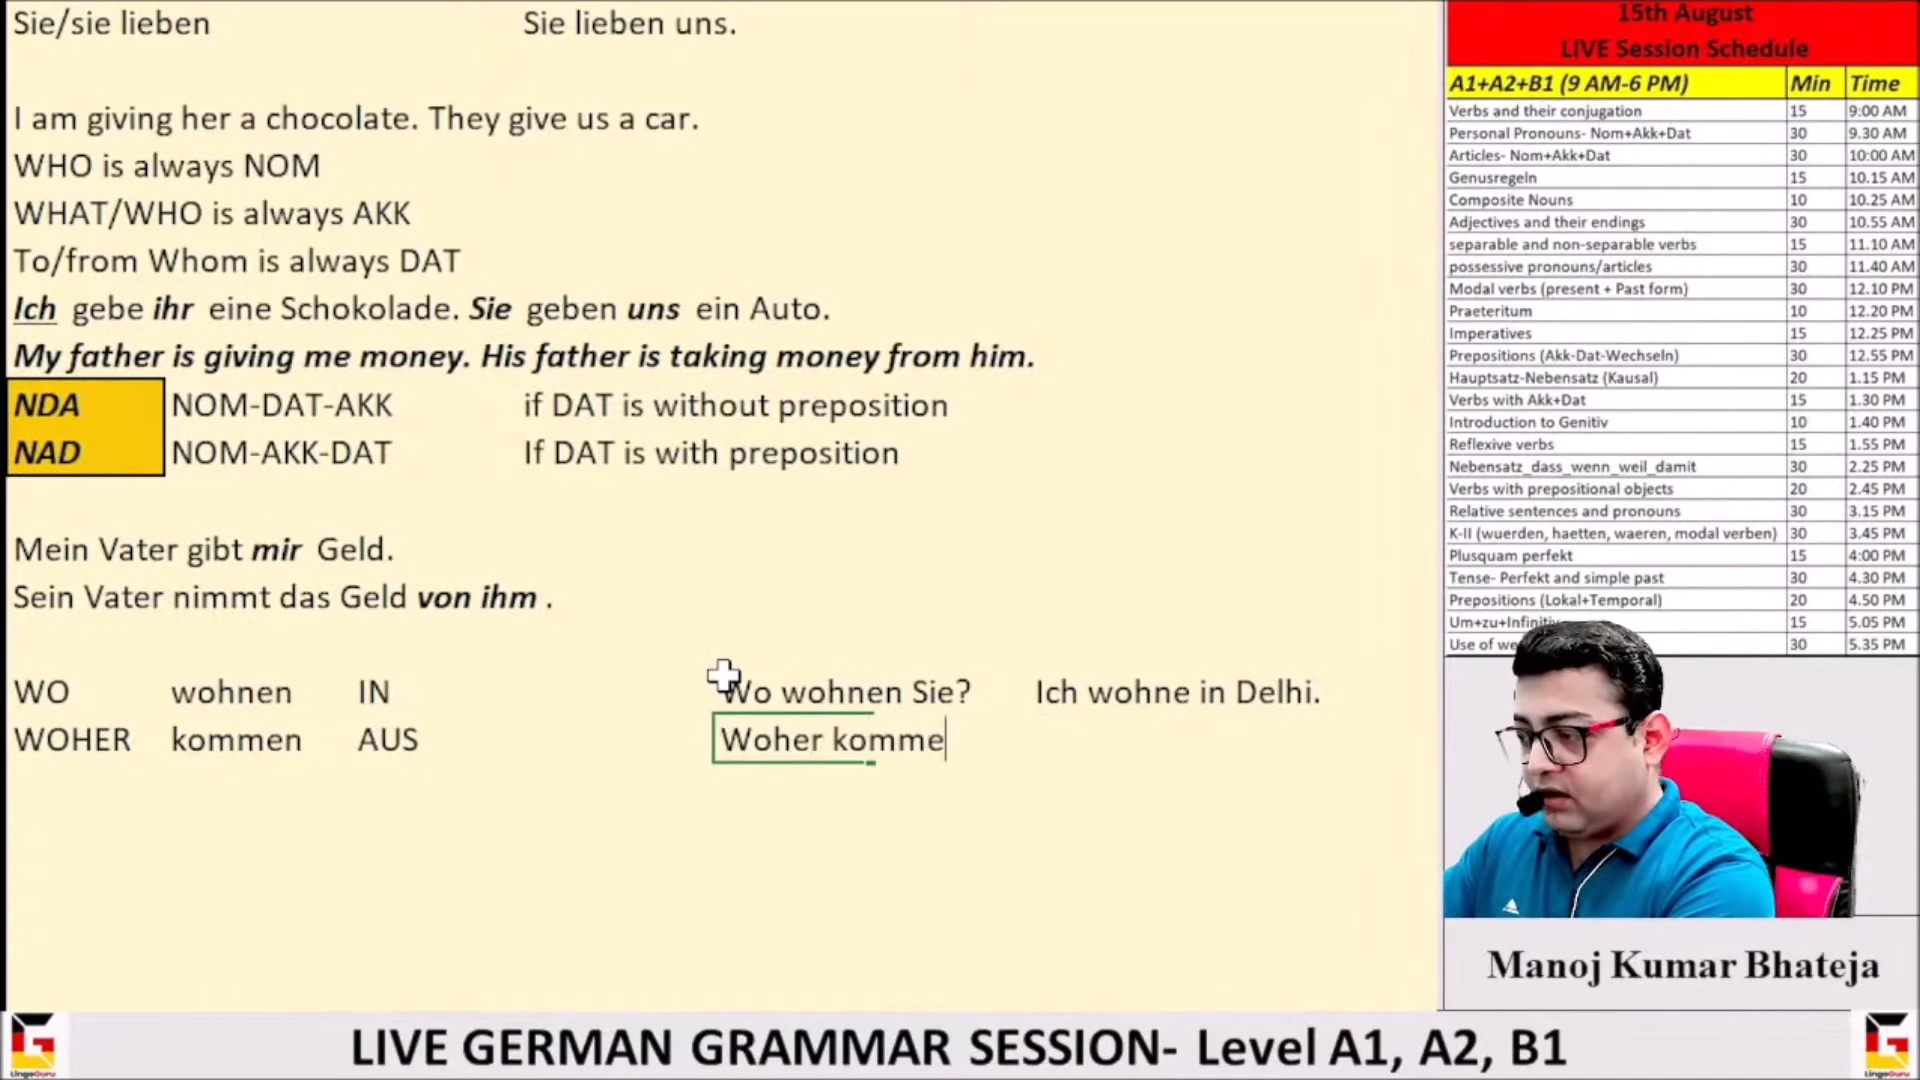 Sie/sie lieben Sie lieben uns.
I am giving her a chocolate. They give us a car.
WHO is always NOM
WHAT/WHO is always AKK
To/from Whom is always DAT
Ich gebe ihr eine Schokolade. Sie geben uns ein Auto.
My father is giving me money. His father is taking money from him.
NDA NOM-DAT-AKK if DAT is without preposition
NAD NOM-AKK-DAT If DAT is with preposition
Mein Vater gibt mir Geld.
Sein Vater nimmt das Geld von ihm .
WO wohnen IN Wo wohnen Sie? Ich wohne in Delhi.
WOHER kommen AUS Woher komme
15th August
LIVE Session Schedule
A1+A2+B1 (9 AM-6 PM) Min Time
Verbs and their conjugation 15 9:00 AM
Personal Pronouns- Nom+Akk+Dat 30 9.30 AM
Articles- Nom+Akk+Dat 30 10:00 AM
Genusregeln 15 10.15 AM
Composite Nouns 10 10.25 AM
Adjectives and their endings 30 10.55 AM
separable and non-separable verbs 15 11.10 AM
possessive pronouns/articles 30 11.40 AM
Modal verbs (present + Past form) 30 12.10 PM
Praeteritum 10 12.20 PM
Imperatives 15 12.25 PM
Prepositions (Akk-Dat-Wechseln) 30 12.55 PM
Hauptsatz-Nebensatz (Kausal) 20 1.15 PM
Verbs with Akk+Dat 15 1.30 PM
Introduction to Genitiv 10 1.40 PM
Reflexive verbs 15 1.55 PM
Nebensatz_dass_wenn_weil_damit 30 2.25 PM
Verbs with prepositional objects 20 2.45 PM
Relative sentences and pronouns 30 3.15 PM
K-II (wuerden, haetten, waeren, modal verben) 30 3.45 PM
Plusquam perfekt 15 4:00 PM
Tense- Perfekt and simple past 30 4.30 PM
Prepositions (Lokal+Temporal) 20 4.50 PM
Um+zu+Infinitiv 15 5.05 PM
Use of we 30 5.35 PM
Manoj Kumar Bhateja
LIVE GERMAN GRAMMAR SESSION- Level A1, A2, B1
LingoGuru
LingoGuru